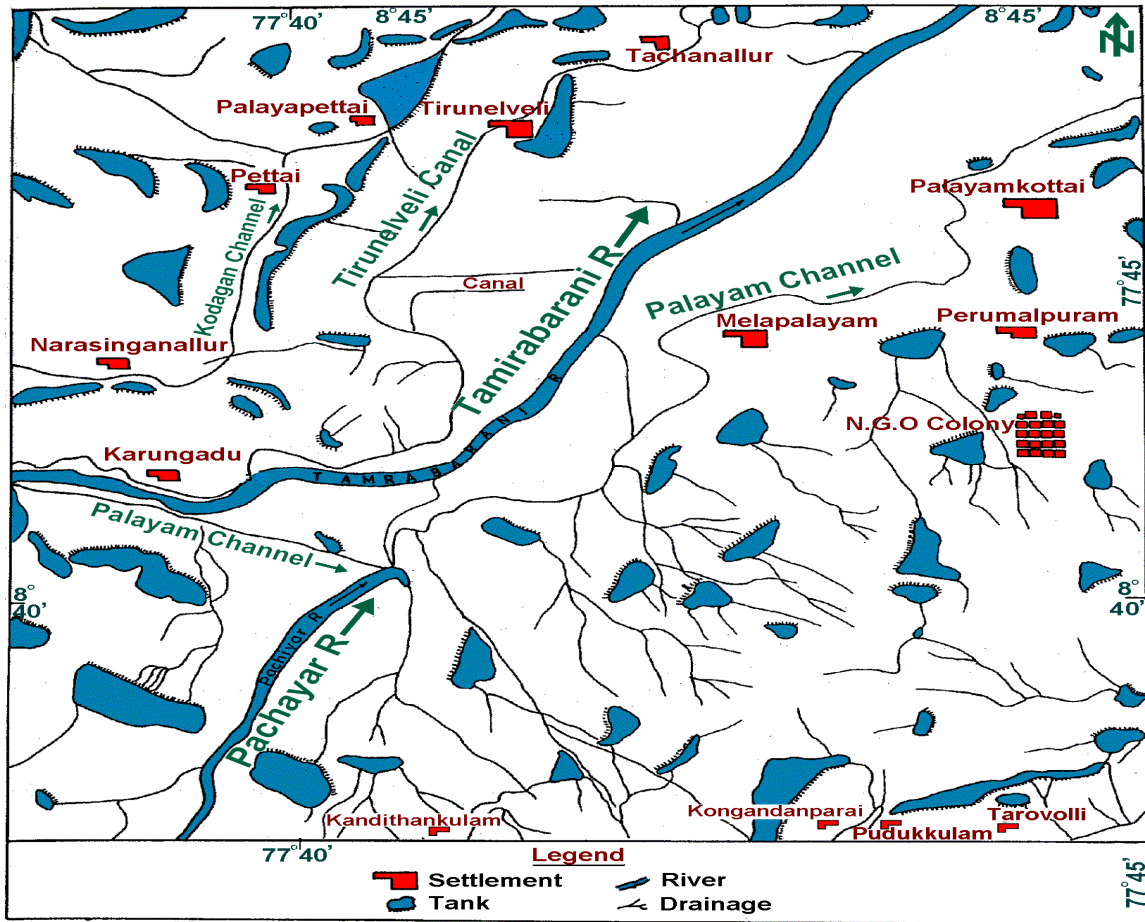 77°40' 8°45' 8°45'
N
Tachanallur
Palayapettai
Tirunelveli
Pettai
Palayamkottai
Kodagan Channel
Tirunelveli Canal
Canal
Tamirabarani R
Palayam Channel
77°45'
Narasinganallur
Melapalayam
Perumalpuram
N.G.O Colony
Karungadu
TAMRABARANI R
Palayam Channel
8°
40'
8°
40'
Pachiyar R
Pachayar R
Kandithankulam
Kongandanparai
Pudukkulam
Tarovolli
77°40'
77°45'
Legend
Settlement
River
Tank
Drainage